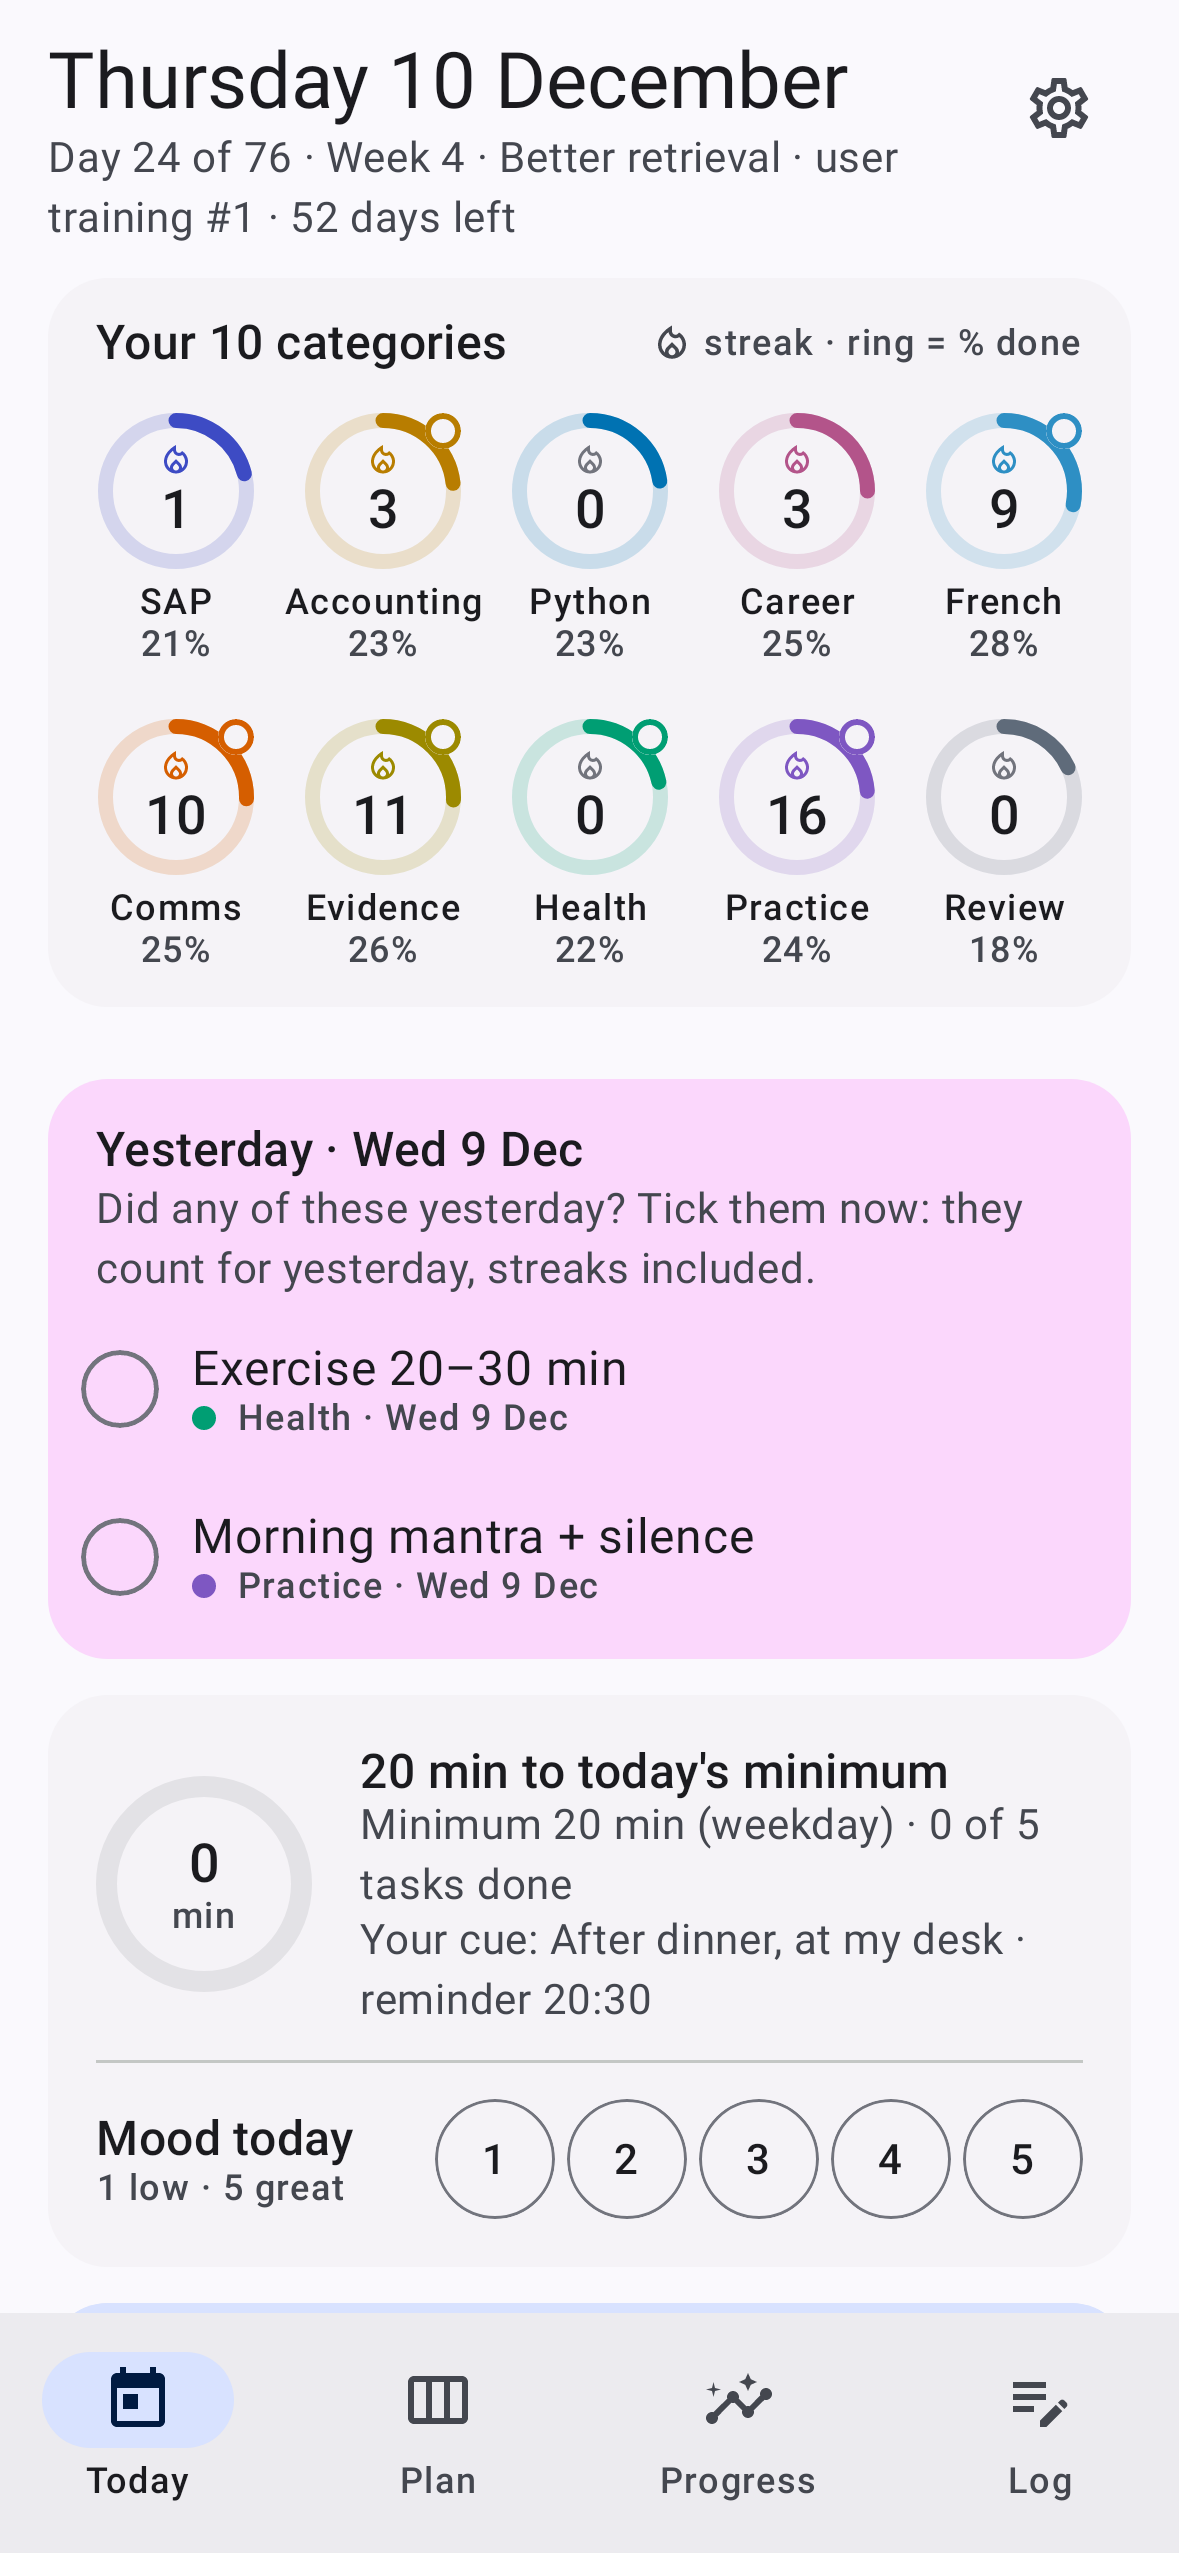 Thursday 10 December
Day 24 of 76 · Week 4 · Better retrieval · user
training #1 · 52 days left
Your 10 categories
streak · ring = % done
1
3
0
3
9
SAP
Accounting
Python
Career
French
21%
23%
23%
25%
28%
10
11
0
16
0
Comms
Evidence
Health
Practice
Review
25%
26%
22%
24%
18%
Yesterday · Wed 9 Dec
Did any of these yesterday? Tick them now: they
count for yesterday, streaks included.
Exercise 20–30 min
Health · Wed 9 Dec
Morning mantra + silence
Practice · Wed 9 Dec
0
min
20 min to today's minimum
Minimum 20 min (weekday) · 0 of 5
tasks done
Your cue: After dinner, at my desk ·
reminder 20:30
Mood today
1 low · 5 great
1
2
3
4
5
Today
Plan
Progress
Log